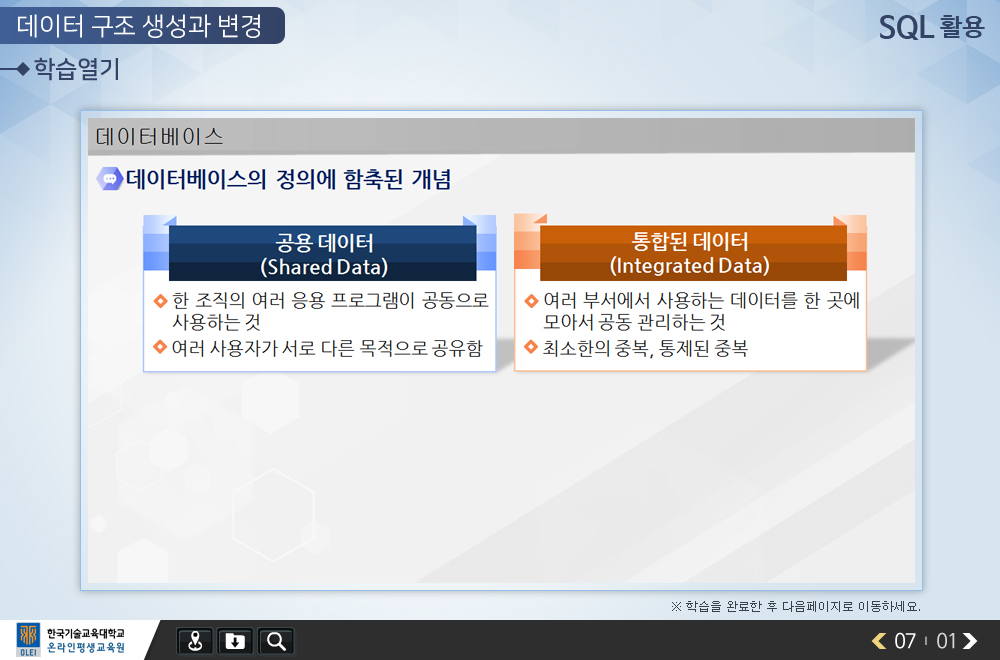 데이터 구조 생성과 변경
SQL 활용
학습열기
데이터베이스
데이터베이스의 정의에 함축된 개념
공용 데이터
(Shared Data)
한 조직의 여러 응용 프로그램이 공동으로
사용하는 것
여러 사용자가 서로 다른 목적으로 공유함
통합된 데이터
(Integrated Data)
여러 부서에서 사용하는 데이터를 한 곳에
모아서 공동 관리하는 것
최소한의 중복, 통제된 중복
※ 학습을 완료한 후 다음페이지로 이동하세요.
한국기술교육대학교
온라인평생교육원
OLEI
07 | 01